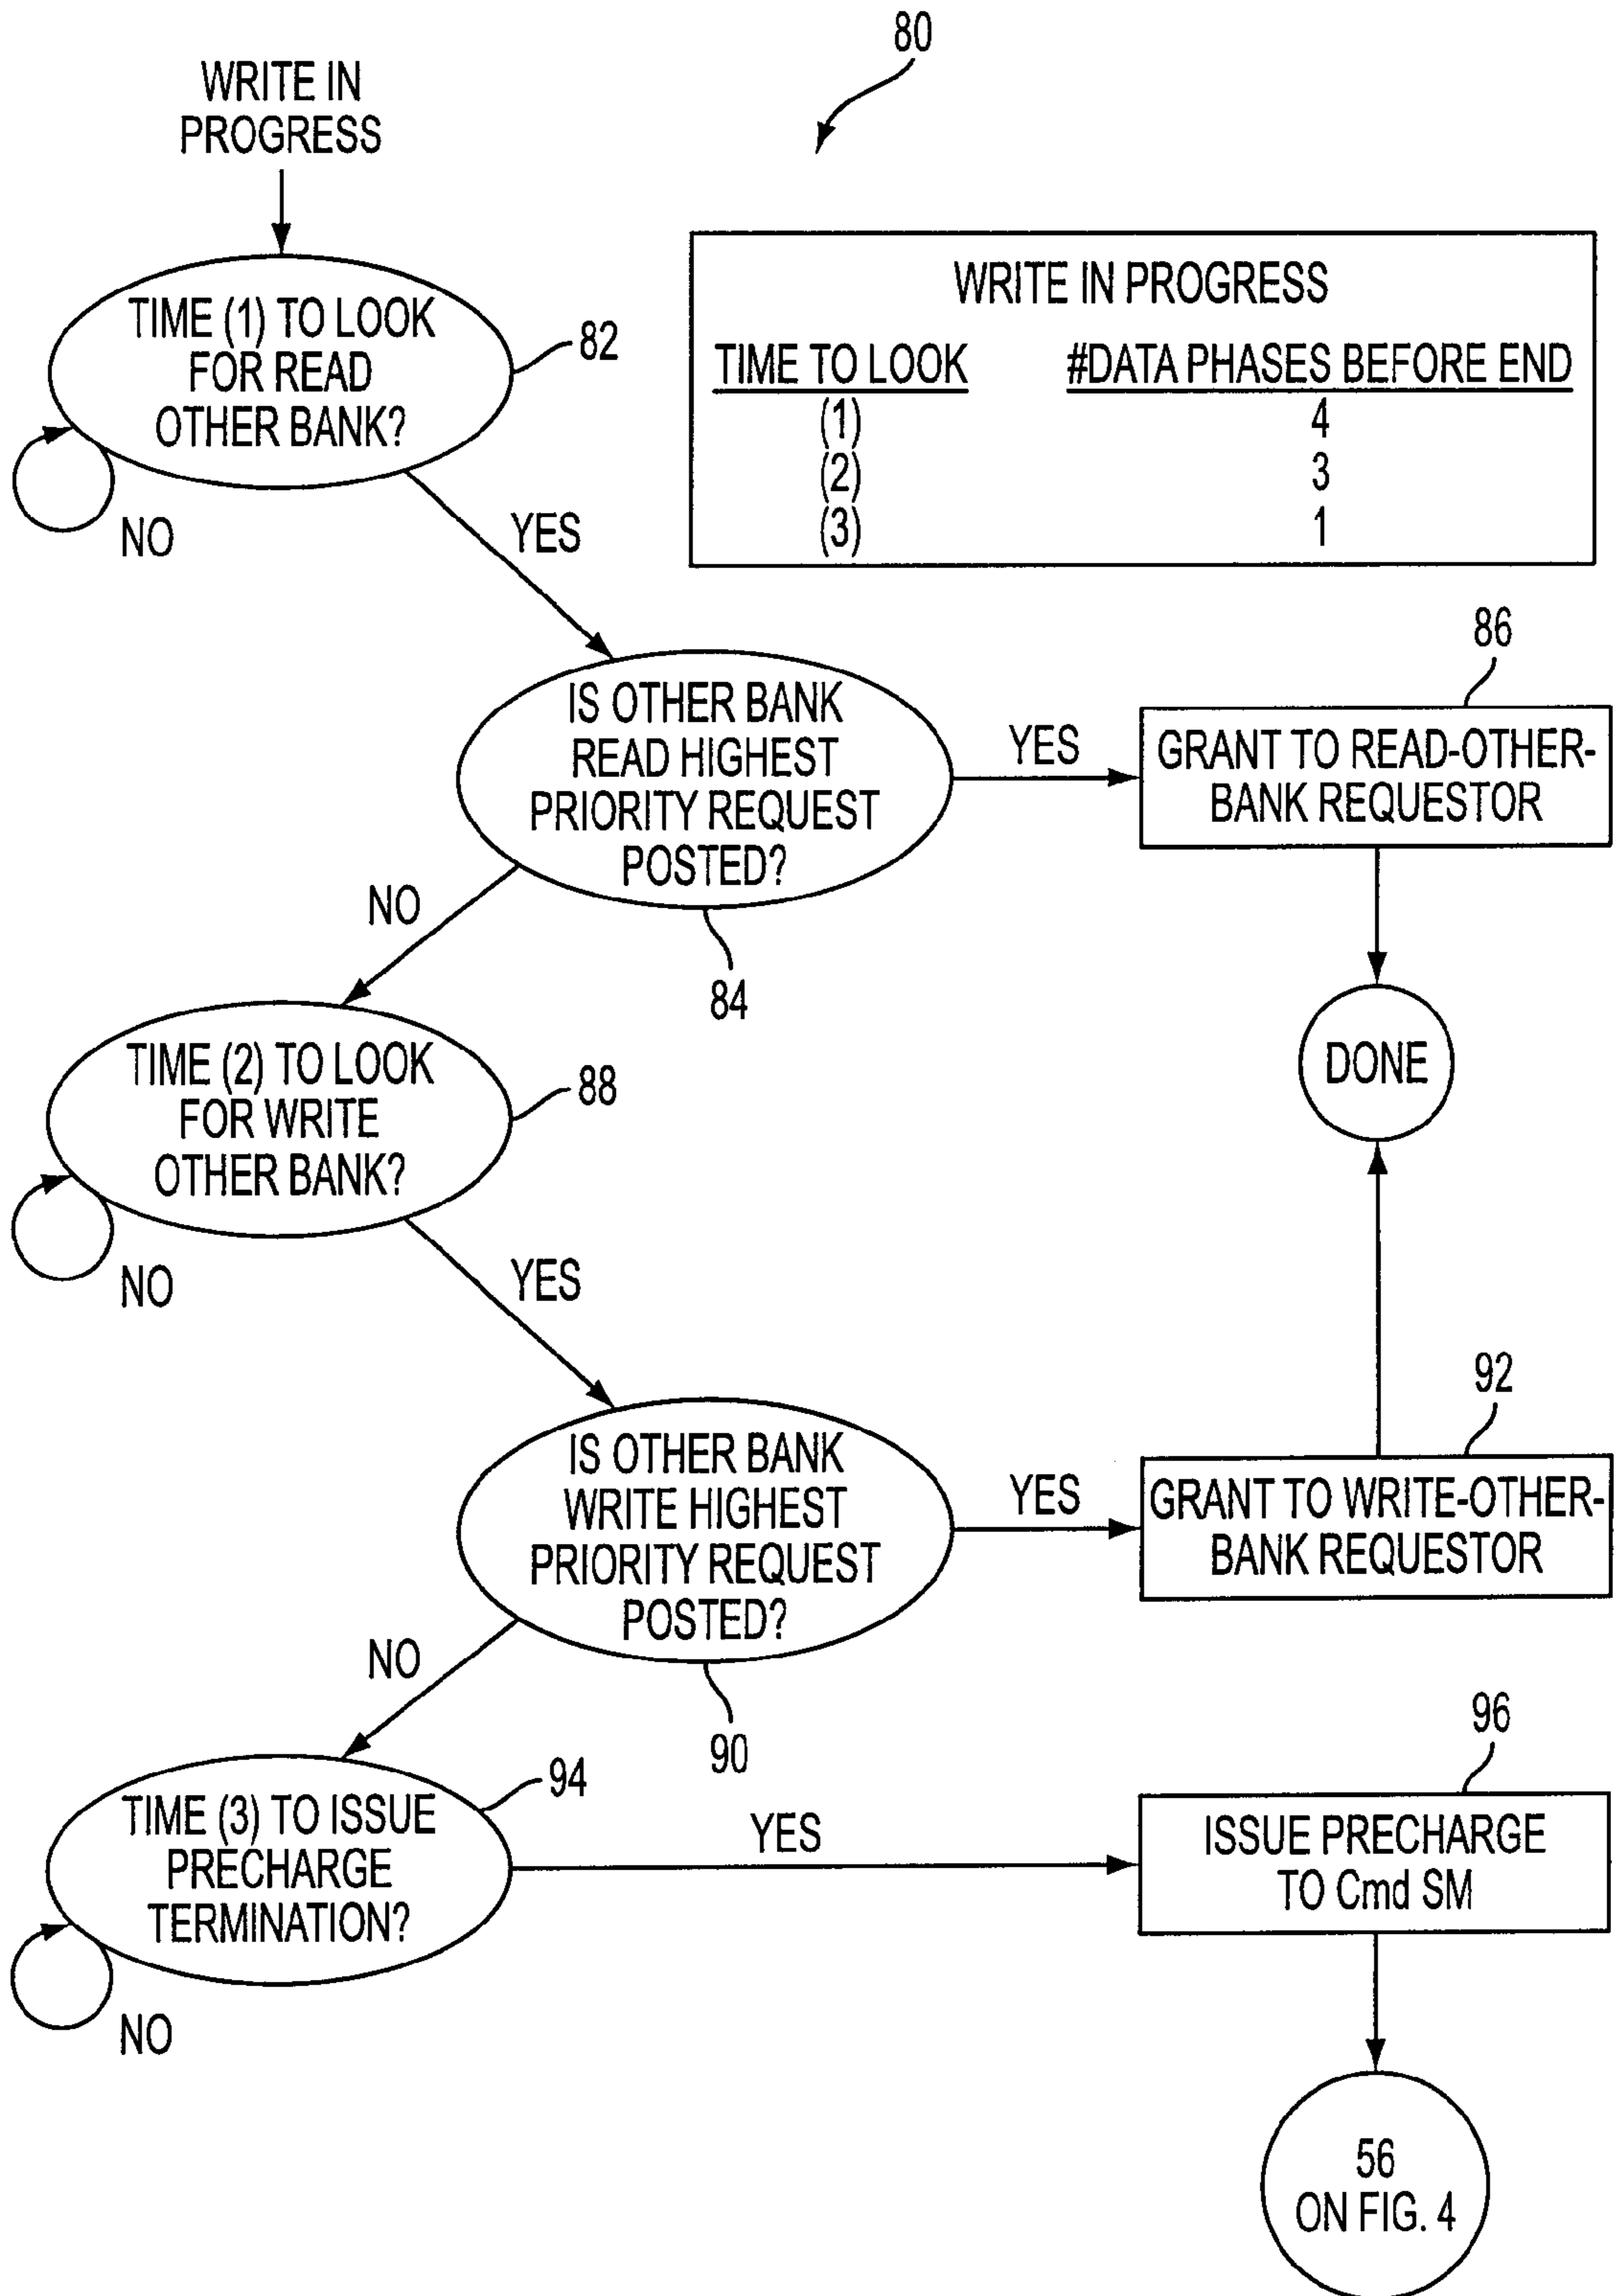 80
WRITE IN
PROGRESS
WRITE IN PROGRESS
TIME TO LOOK #DATA PHASES BEFORE END
(1) 4
(2) 3
(3) 1
TIME (1) TO LOOK
FOR READ
OTHER BANK?
82
NO
YES
IS OTHER BANK
READ HIGHEST
PRIORITY REQUEST
POSTED?
84
YES
86
GRANT TO READ-OTHER-
BANK REQUESTOR
DONE
NO
TIME (2) TO LOOK
FOR WRITE
OTHER BANK?
88
NO
YES
IS OTHER BANK
WRITE HIGHEST
PRIORITY REQUEST
POSTED?
90
YES
92
GRANT TO WRITE-OTHER-
BANK REQUESTOR
NO
TIME (3) TO ISSUE
PRECHARGE
TERMINATION?
94
NO
YES
96
ISSUE PRECHARGE
TO Cmd SM
56
ON FIG. 4